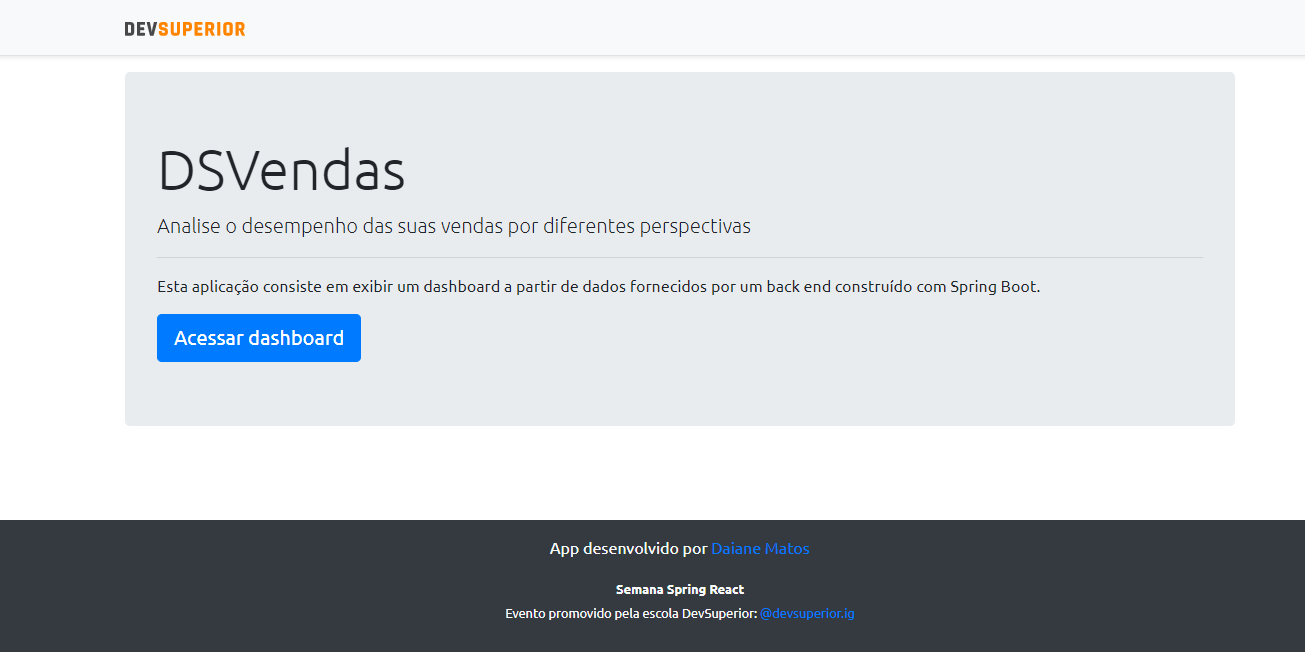 DEVSUPERIOR
DSVendas
Analise o desempenho das suas vendas por diferentes perspectivas
Esta aplicação consiste em exibir um dashboard a partir de dados fornecidos por um back end construído com Spring Boot.
Acessar dashboard
App desenvolvido por Daiane Matos
Semana Spring React
Evento promovido pela escola DevSuperior: @devsuperior.ig